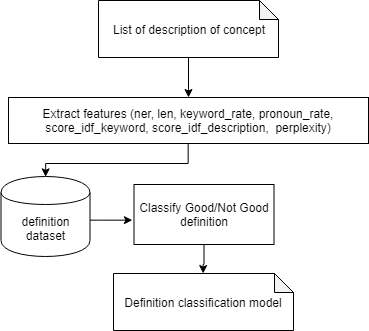 List of description of concept
Extract features (ner, len, keyword_rate, pronoun_rate,
score_idf_keyword, score_idf_description, perplexity)
definition
dataset
Classify Good/Not Good
definition
Definition classification model